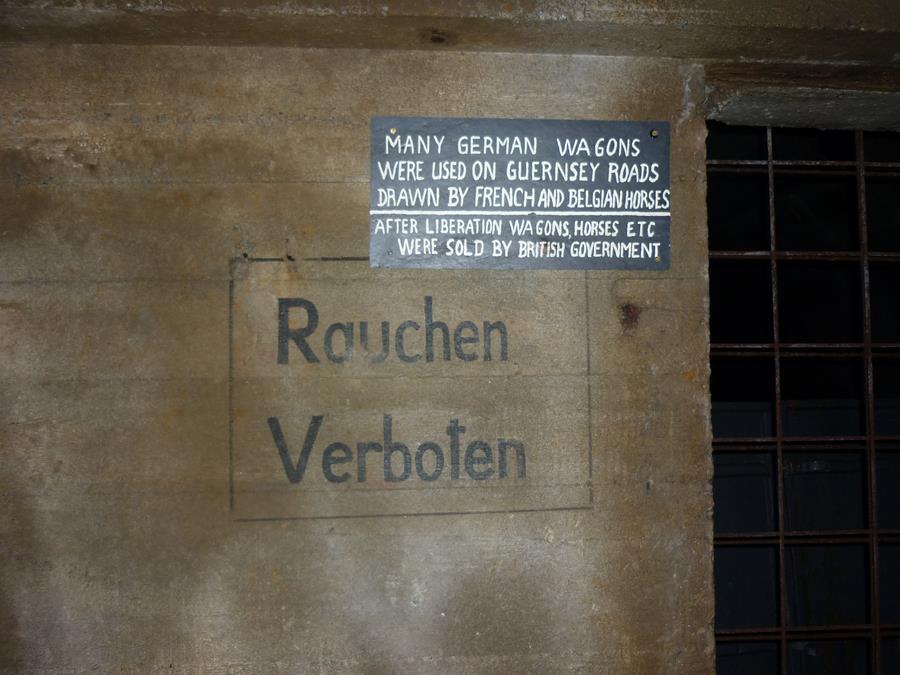 MANY GERMAN WAGONS
WERE USED ON GUERNSEY ROADS
DRAWN BY FRENCH AND BELGIAN HORSES
AFTER LIBERATION WAGONS, HORSES ETC
WERE SOLD BY BRITISH GOVERNMENT
Rauchen
Verboten